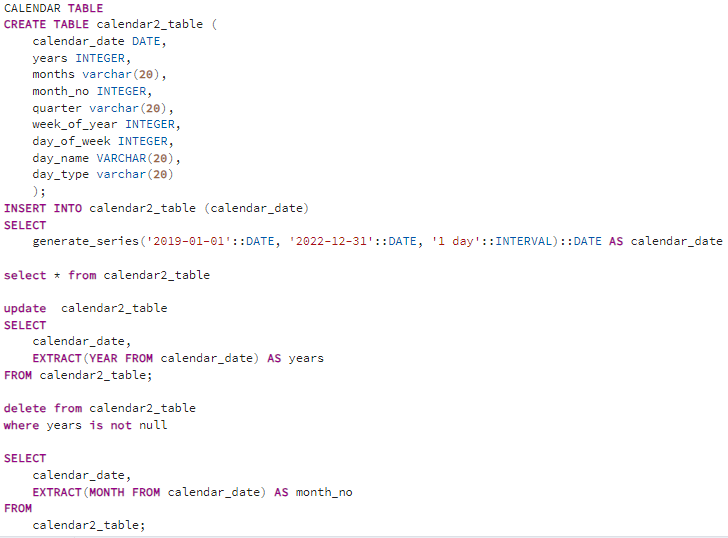 CALENDAR TABLE
CREATE TABLE calendar2_table (
    calendar_date DATE,
    years INTEGER,
    months varchar(20),
    month_no INTEGER,
    quarter varchar(20),
    week_of_year INTEGER,
    day_of_week INTEGER,
    day_name VARCHAR(20),
    day_type varchar(20)
    );
INSERT INTO calendar2_table (calendar_date)
SELECT
    generate_series('2019-01-01'::DATE, '2022-12-31'::DATE, '1 day'::INTERVAL)::DATE AS calendar_date

select * from calendar2_table

update  calendar2_table
SELECT
    calendar_date,
    EXTRACT(YEAR FROM calendar_date) AS years
FROM calendar2_table;

delete from calendar2_table
where years is not null

SELECT
    calendar_date,
    EXTRACT(MONTH FROM calendar_date) AS month_no
FROM
    calendar2_table;